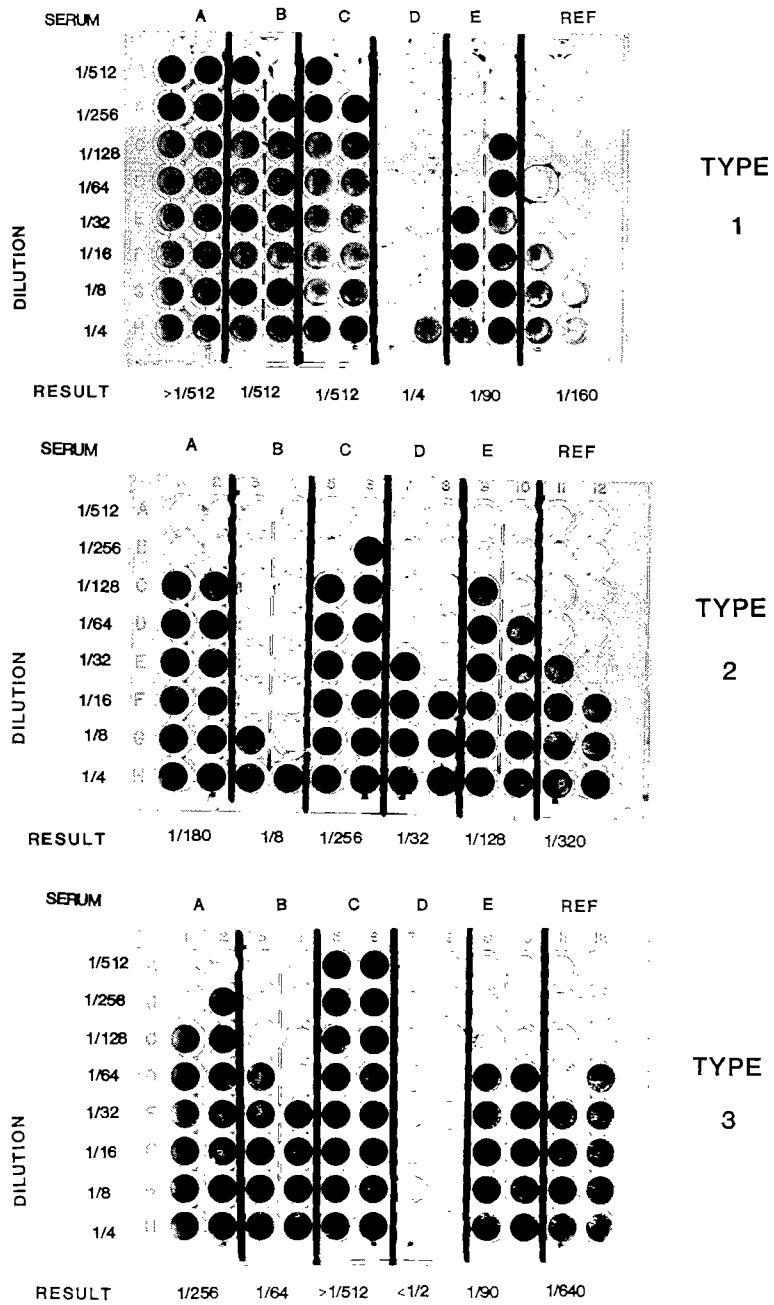 SERUM A B C D E REF
1/512
1/256
1/128
1/64
1/32
1/16
1/8
1/4
DILUTION
TYPE
1
RESULT >1/512 1/512 1/512 1/4 1/90 1/160
SERUM A B C D E REF
9 10 11 12
1/512 A
1/256 B
1/128 C
1/64 D
1/32 E
1/16 F
1/8 G
1/4 H
DILUTION
TYPE
2
RESULT 1/180 1/8 1/256 1/32 1/128 1/320
SERUM A B C D E REF
1/512
1/256
1/128
1/64
1/32
1/16
1/8
1/4
DILUTION
TYPE
3
RESULT 1/256 1/64 >1/512 <1/2 1/90 1/640